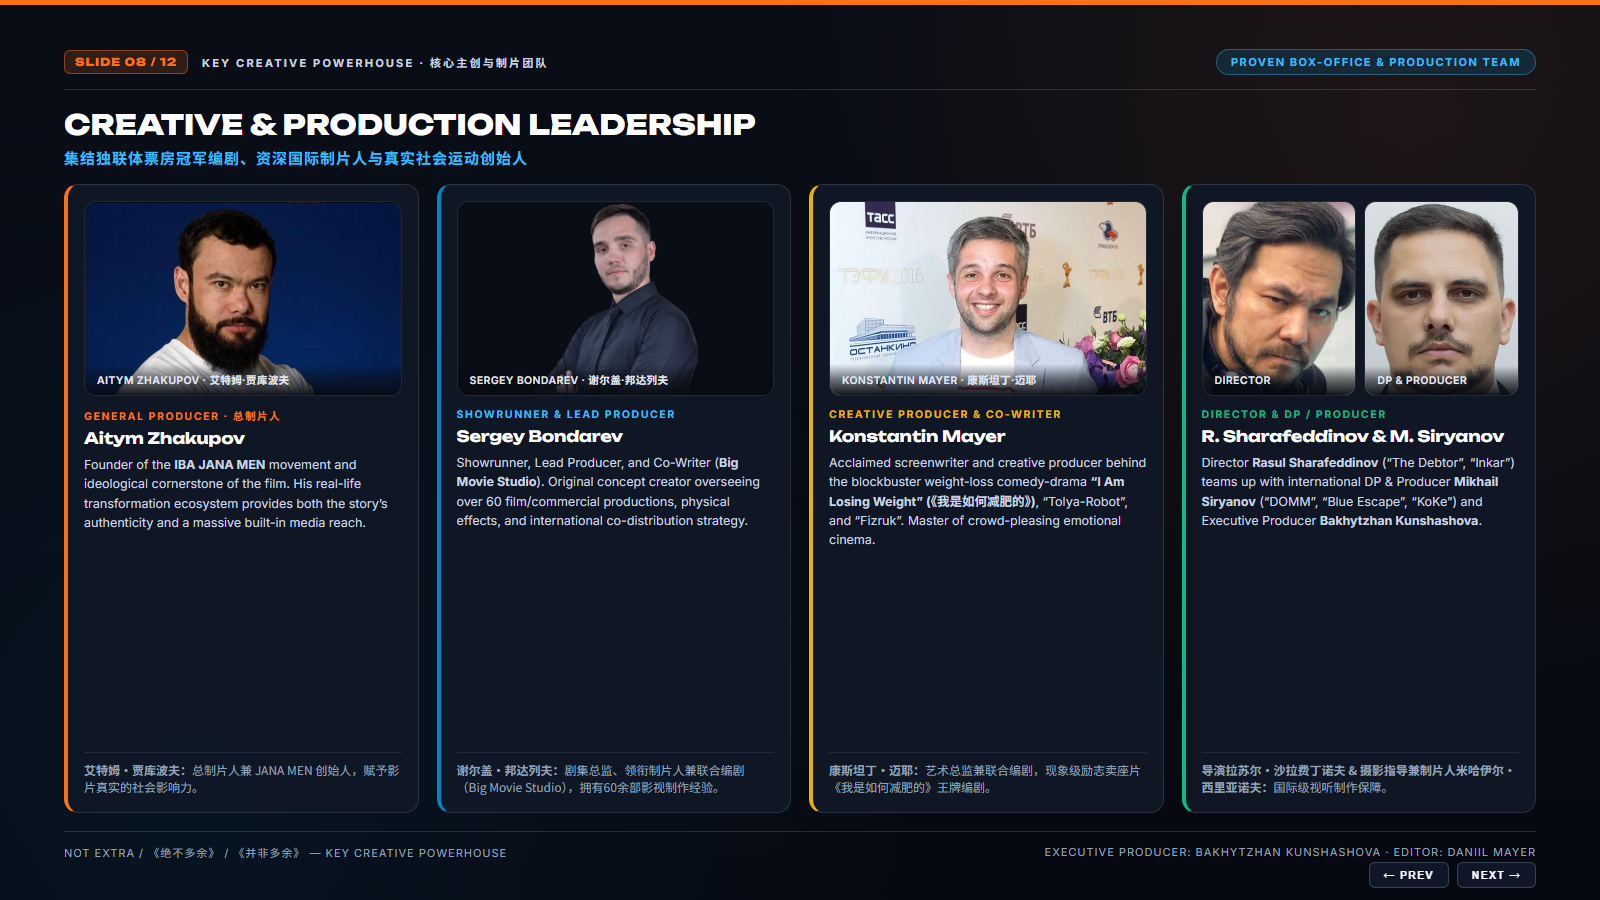 SLIDE 08 / 12
KEY CREATIVE POWERHOUSE · 核心主创与制片团队
PROVEN BOX-OFFICE & PRODUCTION TEAM
CREATIVE & PRODUCTION LEADERSHIP
集结独联体票房冠军编剧、资深国际制片人与真实社会运动创始人
AITYM ZHAKUPOV · 艾特姆·贾库波夫
GENERAL PRODUCER · 总制片人
Aitym Zhakupov
Founder of the IBA JANA MEN movement and
ideological cornerstone of the film. His real-life
transformation ecosystem provides both the story’s
authenticity and a massive built-in media reach.
艾特姆・贾库波夫：总制片人兼 JANA MEN 创始人，赋予影
片真实的社会影响力。
SERGEY BONDAREV · 谢尔盖·邦达列夫
SHOWRUNNER & LEAD PRODUCER
Sergey Bondarev
Showrunner, Lead Producer, and Co-Writer (Big
Movie Studio). Original concept creator overseeing
over 60 film/commercial productions, physical
effects, and international co-distribution strategy.
谢尔盖・邦达列夫：剧集总监、领衔制片人兼联合编剧
（Big Movie Studio），拥有60余部影视制作经验。
ТАСС
ВТБ
ТЭФИ 2016
ВТБ
ТАСС
ОСТАНКИНО
KONSTANTIN MAYER · 康斯坦丁·迈耶
CREATIVE PRODUCER & CO-WRITER
Konstantin Mayer
Acclaimed screenwriter and creative producer behind
the blockbuster weight-loss comedy-drama “I Am
Losing Weight” (《我是如何减肥的》), “Tolya-Robot”,
and “Fizruk”. Master of crowd-pleasing emotional
cinema.
康斯坦丁・迈耶：艺术总监兼联合编剧，现象级励志卖座片
《我是如何减肥的》王牌编剧。
DIRECTOR
DP & PRODUCER
DIRECTOR & DP / PRODUCER
R. Sharafeddinov & M. Siryanov
Director Rasul Sharafeddinov (“The Debtor”, “Inkar”)
teams up with international DP & Producer Mikhail
Siryanov (“DOMM”, “Blue Escape”, “KoKe”) and
Executive Producer Bakhytzhan Kunshashova.
导演拉苏尔・沙拉费丁诺夫 & 摄影指导兼制片人米哈伊尔・
西里亚诺夫：国际级视听制作保障。
NOT EXTRA / 《绝不多余》 / 《并非多余》 — KEY CREATIVE POWERHOUSE
EXECUTIVE PRODUCER: BAKHYTZHAN KUNSHASHOVA · EDITOR: DANIIL MAYER
← PREV
NEXT →